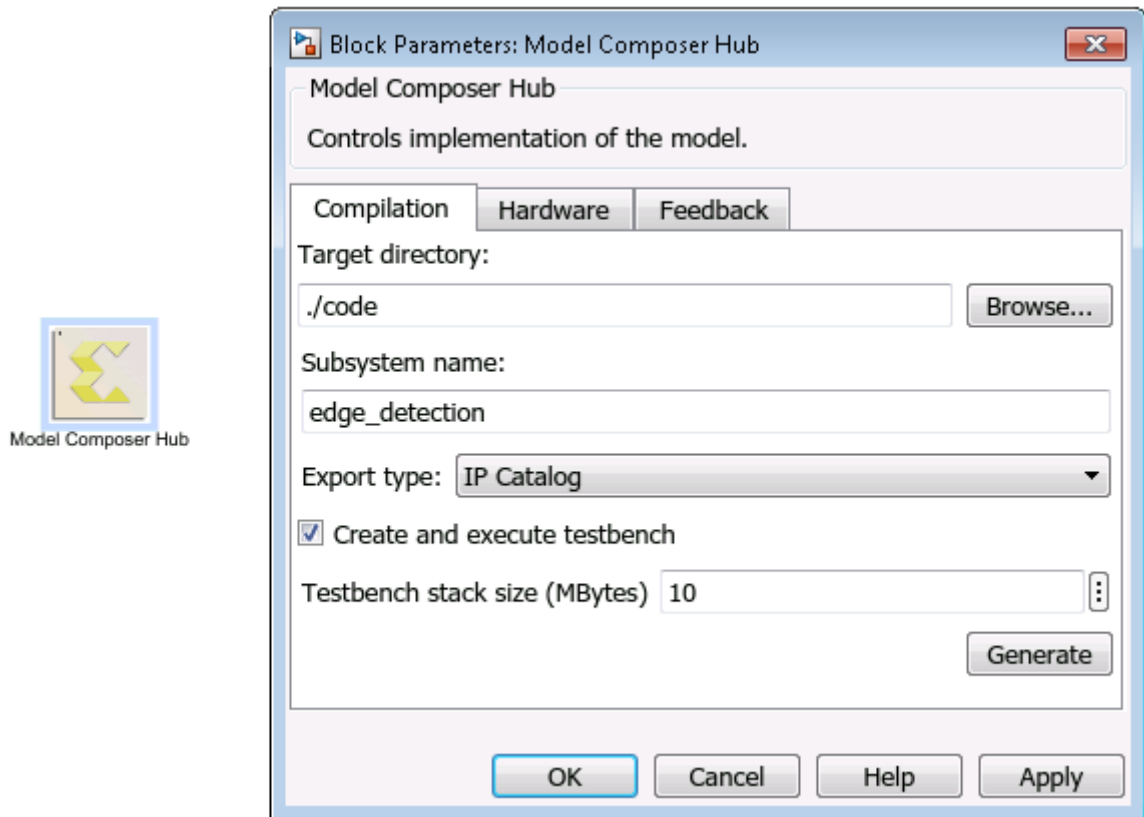 Block Parameters: Model Composer Hub
Model Composer Hub
Controls implementation of the model.
Compilation Hardware Feedback
Target directory:
./code Browse...
Subsystem name:
edge_detection
Model Composer Hub
Export type: IP Catalog
Create and execute testbench
Testbench stack size (MBytes) 10
Generate
OK Cancel Help Apply